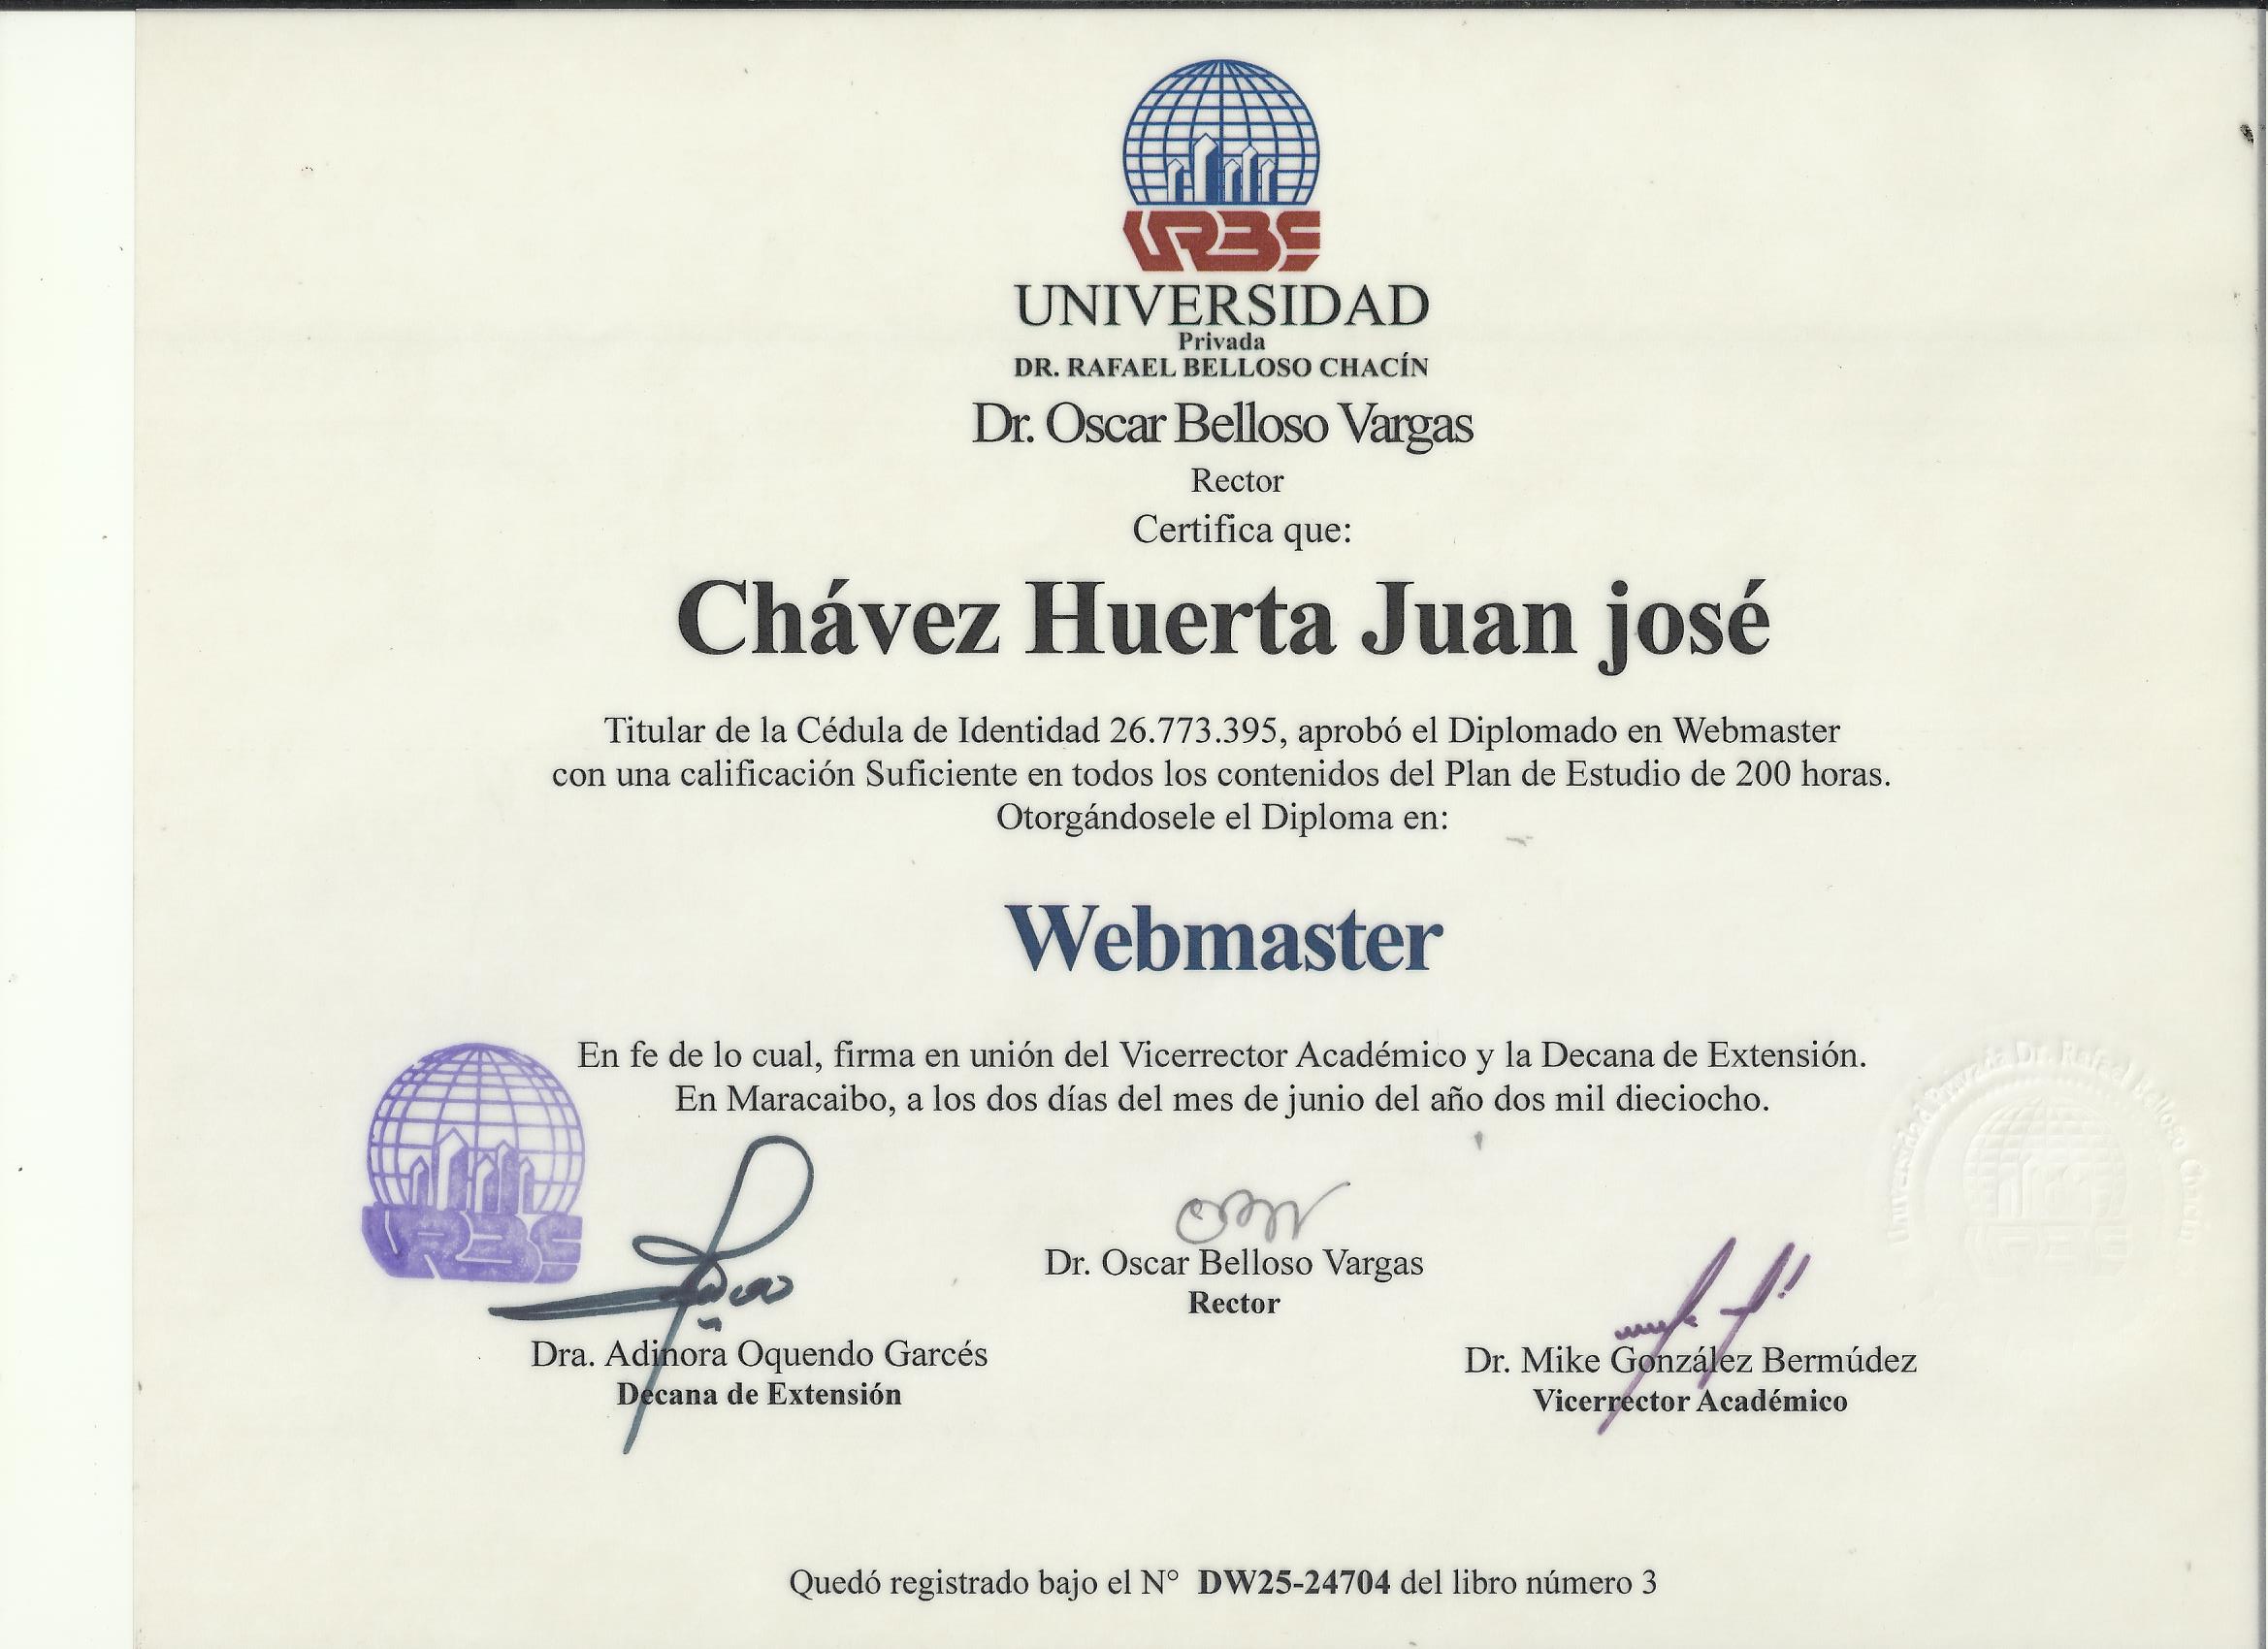 URBE
UNIVERSIDAD
Privada
DR. RAFAEL BELLOSO CHACÍN
Dr. Oscar Belloso Vargas
Rector
Certifica que:
Chávez Huerta Juan josé
Titular de la Cédula de Identidad 26.773.395, aprobó el Diplomado en Webmaster
con una calificación Suficiente en todos los contenidos del Plan de Estudio de 200 horas.
Otorgándosele el Diploma en:
Webmaster
En fe de lo cual, firma en unión del Vicerrector Académico y la Decana de Extensión.
En Maracaibo, a los dos días del mes de junio del año dos mil dieciocho.
Universidad Privada Dr. Rafael Belloso Chacín
URBE
URBE
Dr. Oscar Belloso Vargas
Rector
Dra. Adinora Oquendo Garcés
Decana de Extensión
Dr. Mike González Bermúdez
Vicerrector Académico
Quedó registrado bajo el N° DW25-24704 del libro número 3